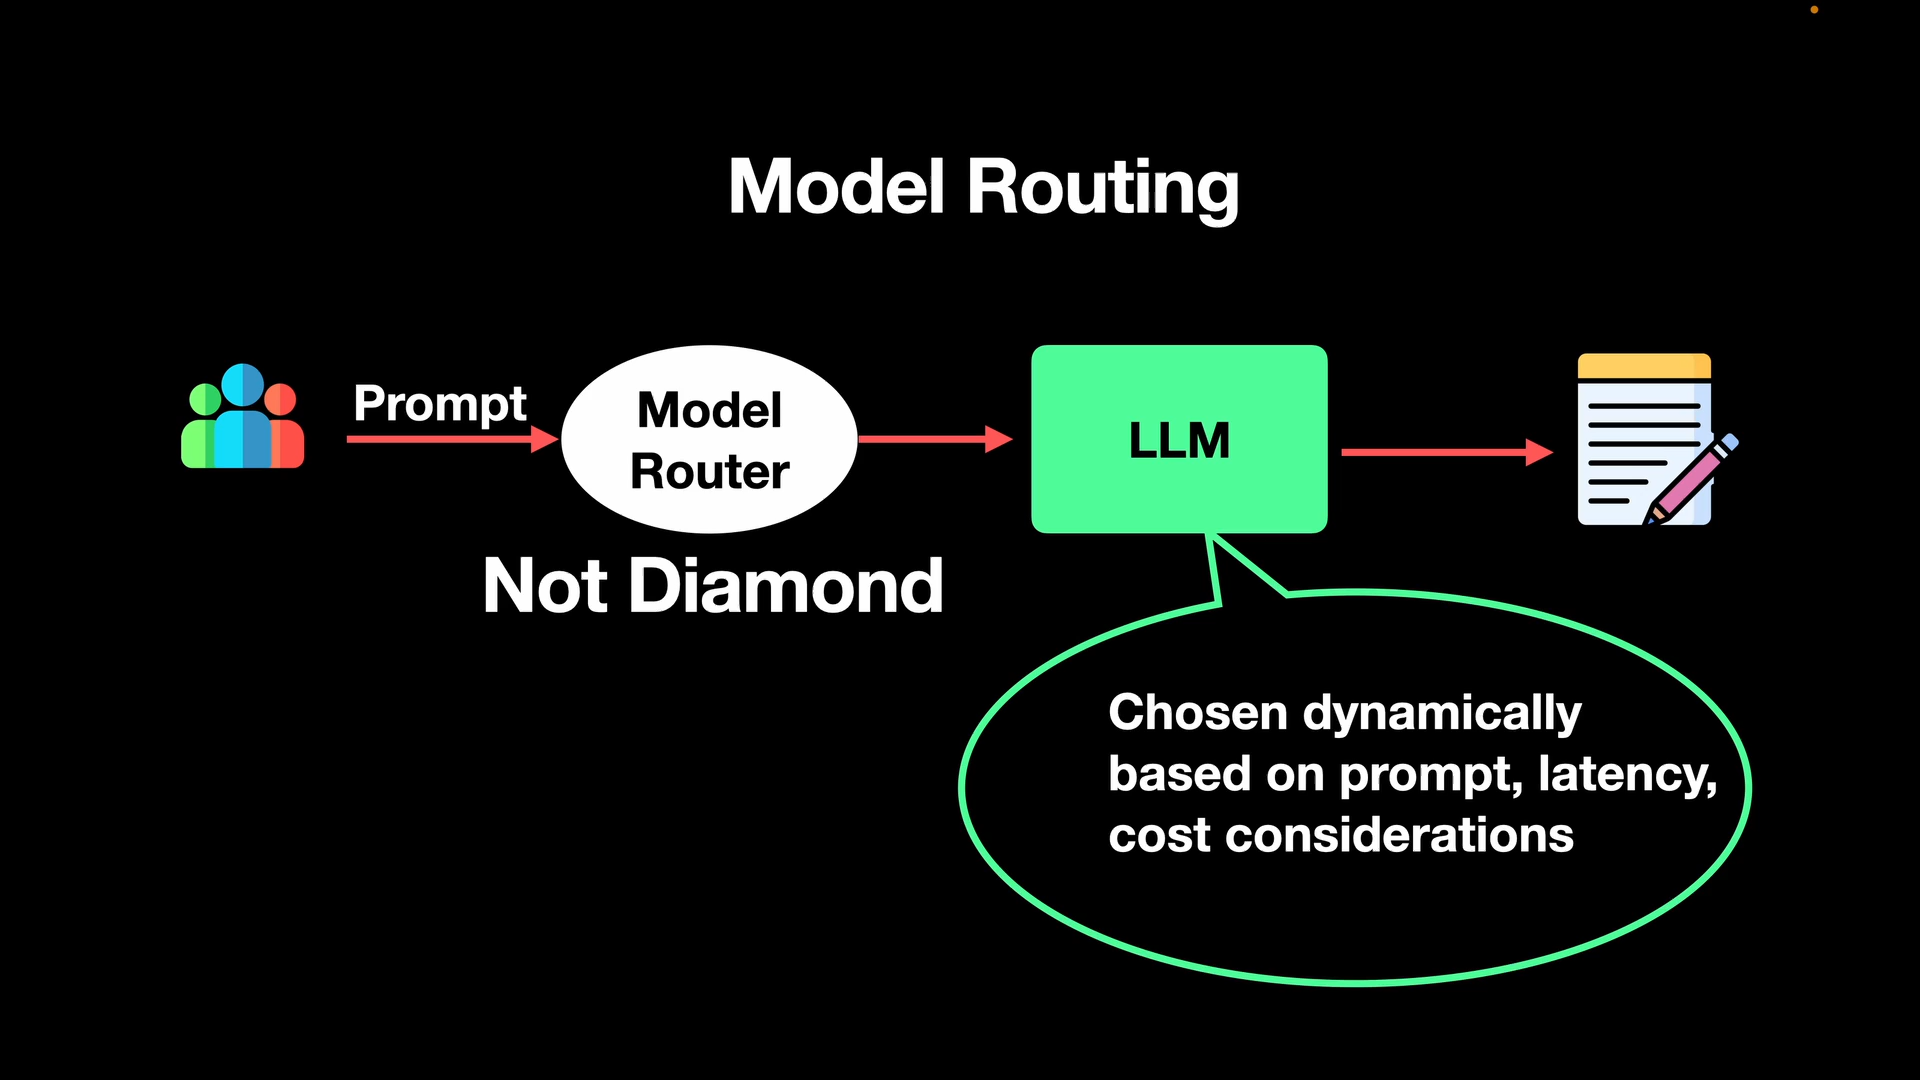 Model Routing
Prompt
Model
Router
LLM
Not Diamond
Chosen dynamically
based on prompt, latency,
cost considerations